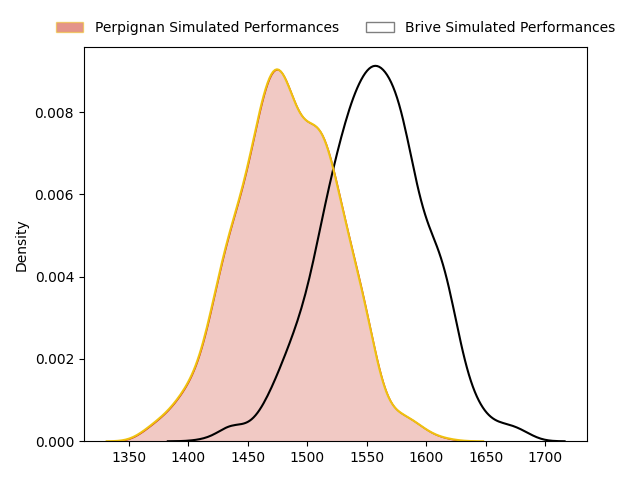 Perpignan Simulated Performances
Brive Simulated Performances
Density
0.008
0.006
0.004
0.002
0.000
1350 1400 1450 1500 1550 1600 1650 1700